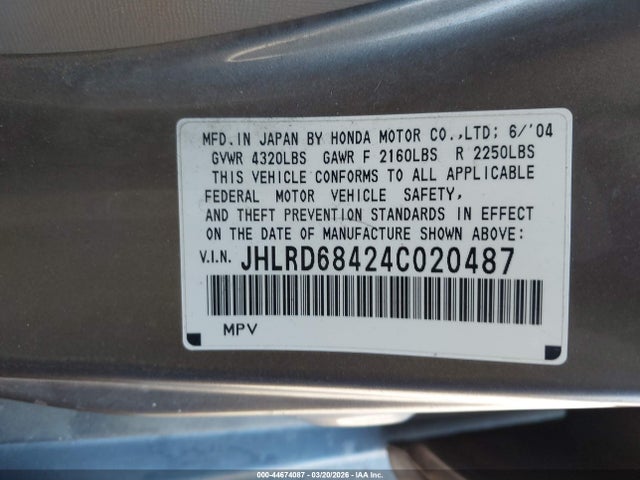 MFD. IN JAPAN BY HONDA MOTOR CO.,LTD; 6/'04
GVWR 4320LBS GAWR F 2160LBS R 2250LBS
THIS VEHICLE CONFORMS TO ALL APPLICABLE
FEDERAL MOTOR VEHICLE SAFETY,
AND THEFT PREVENTION STANDARDS IN EFFECT
ON THE DATE OF MANUFACTURE SHOWN ABOVE:
V.I.N. JHLRD68424C020487
MPV
000-44674087 | 03/20/2026 | IAA Inc.